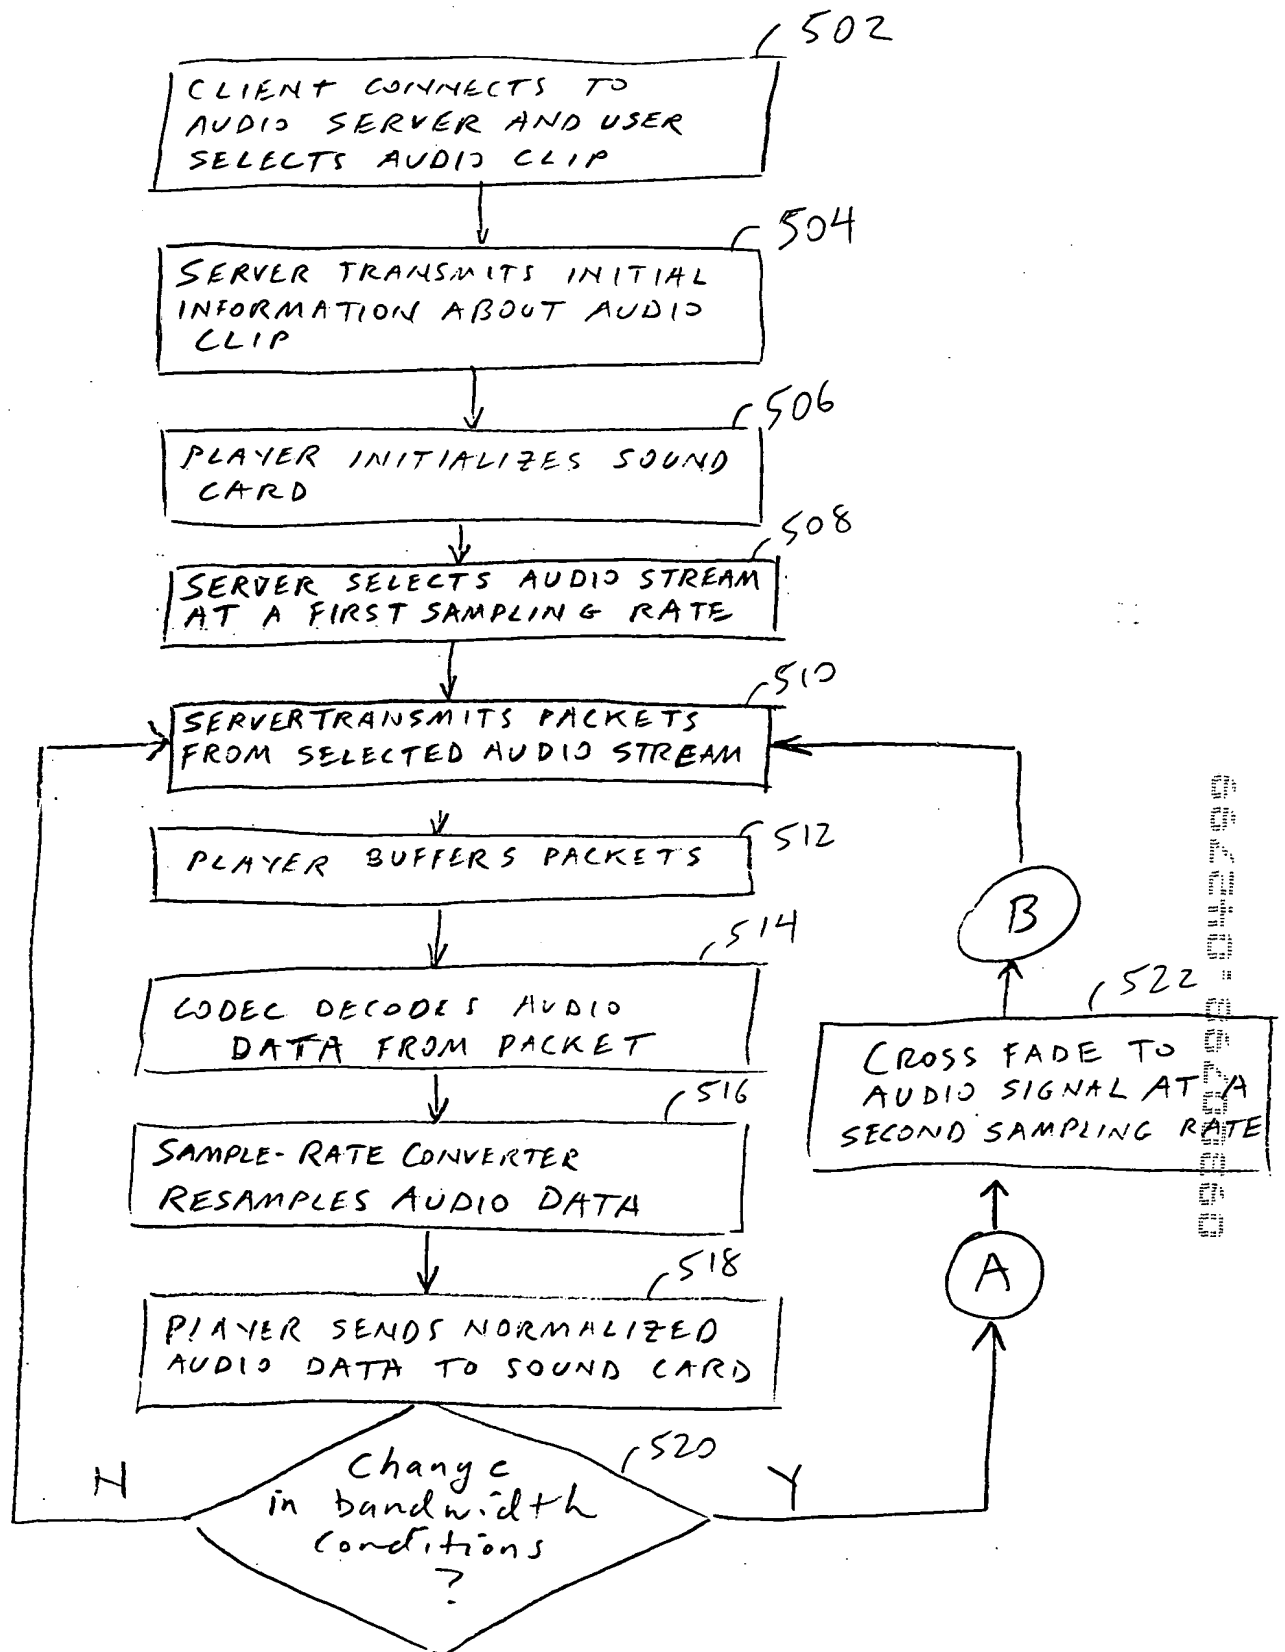 502
CLIENT CONNECTS TO
AUDIO SERVER AND USER
SELECTS AUDIO CLIP
504
SERVER TRANSMITS INITIAL
INFORMATION ABOUT AUDIO
CLIP
506
PLAYER INITIALIZES SOUND
CARD
508
SERVER SELECTS AUDIO STREAM
AT A FIRST SAMPLING RATE
510
SERVER TRANSMITS PACKETS
FROM SELECTED AUDIO STREAM
512
PLAYER BUFFERS PACKETS
514
CODEC DECODES AUDIO
DATA FROM PACKET
516
SAMPLE-RATE CONVERTER
RESAMPLES AUDIO DATA
518
PLAYER SENDS NORMALIZED
AUDIO DATA TO SOUND CARD
520
Change
in bandwidth
Conditions
?
N
Y
A
522
CROSS FADE TO
AUDIO SIGNAL AT A
SECOND SAMPLING RATE
B